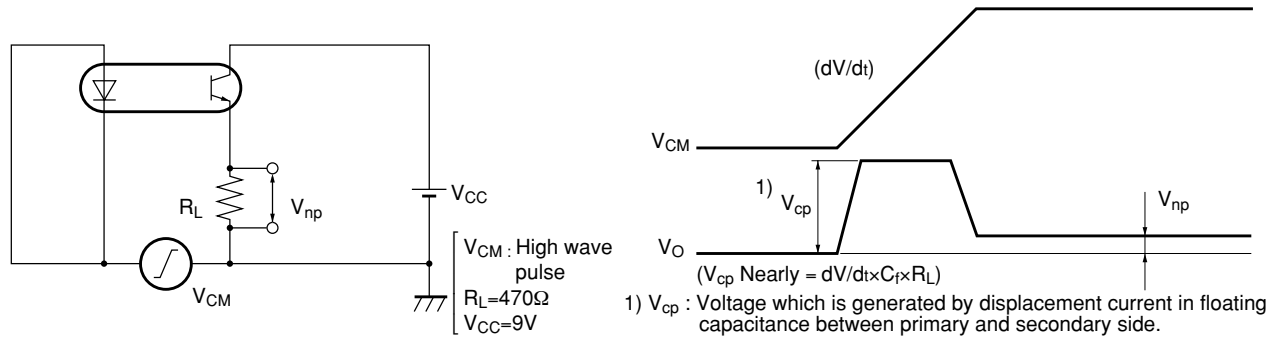 R_L
V_np
V_CC
V_CM
V_CM : High wave
pulse
R_L=470Ω
V_CC=9V
(dV/dt)
V_CM
1)
V_cp
V_np
V_O
(V_cp Nearly = dV/dt×C_f×R_L)
1) V_cp : Voltage which is generated by displacement current in floating
capacitance between primary and secondary side.